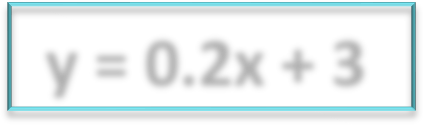 y = 0.2x + 3